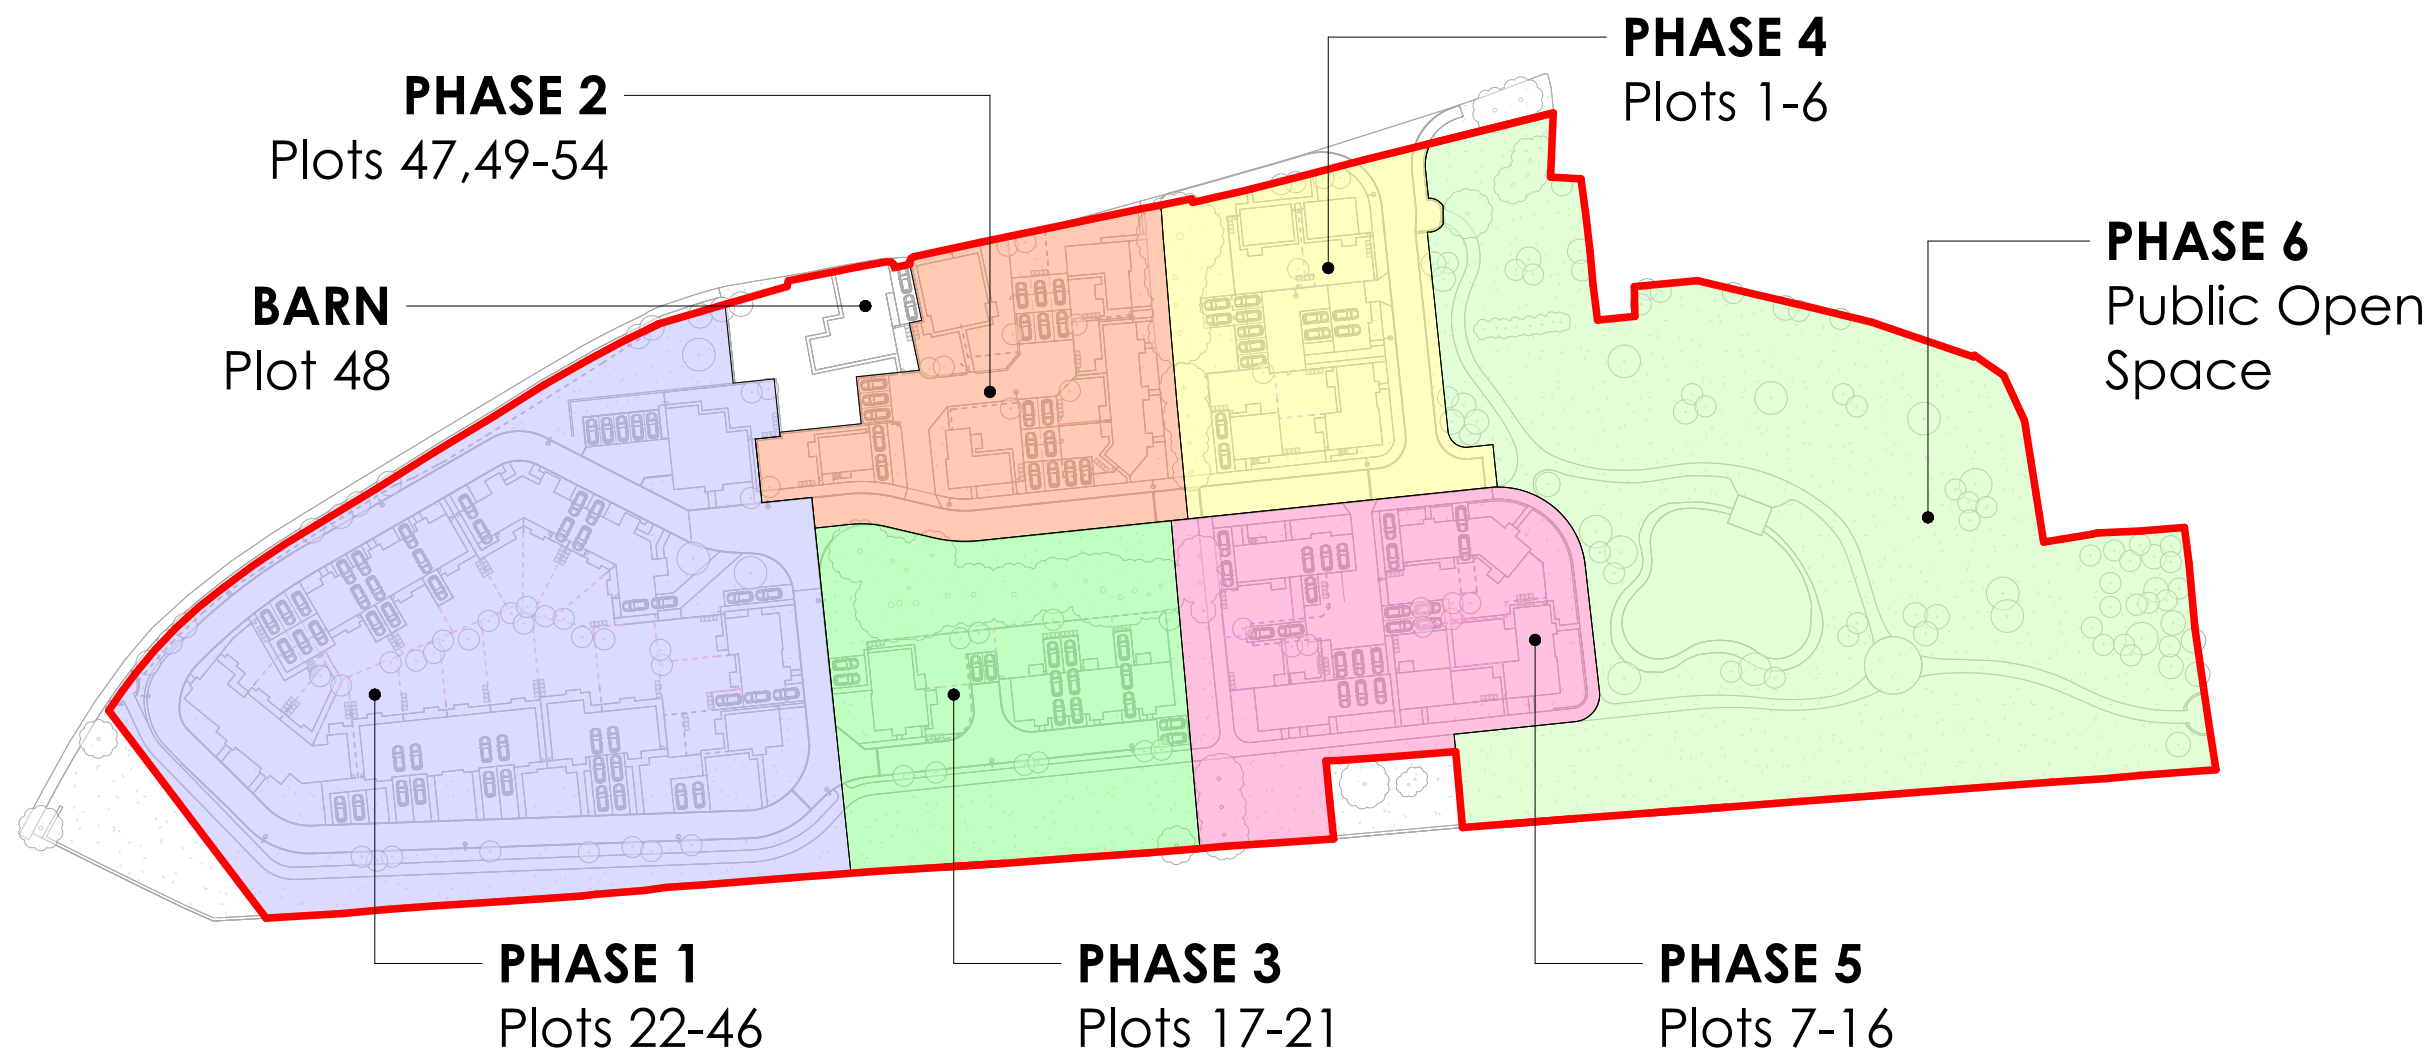 PHASE 4
Plots 1-6
PHASE 2
Plots 47,49-54
PHASE 6
Public Open
Space
BARN
Plot 48
PHASE 1
Plots 22-46
PHASE 3
Plots 17-21
PHASE 5
Plots 7-16